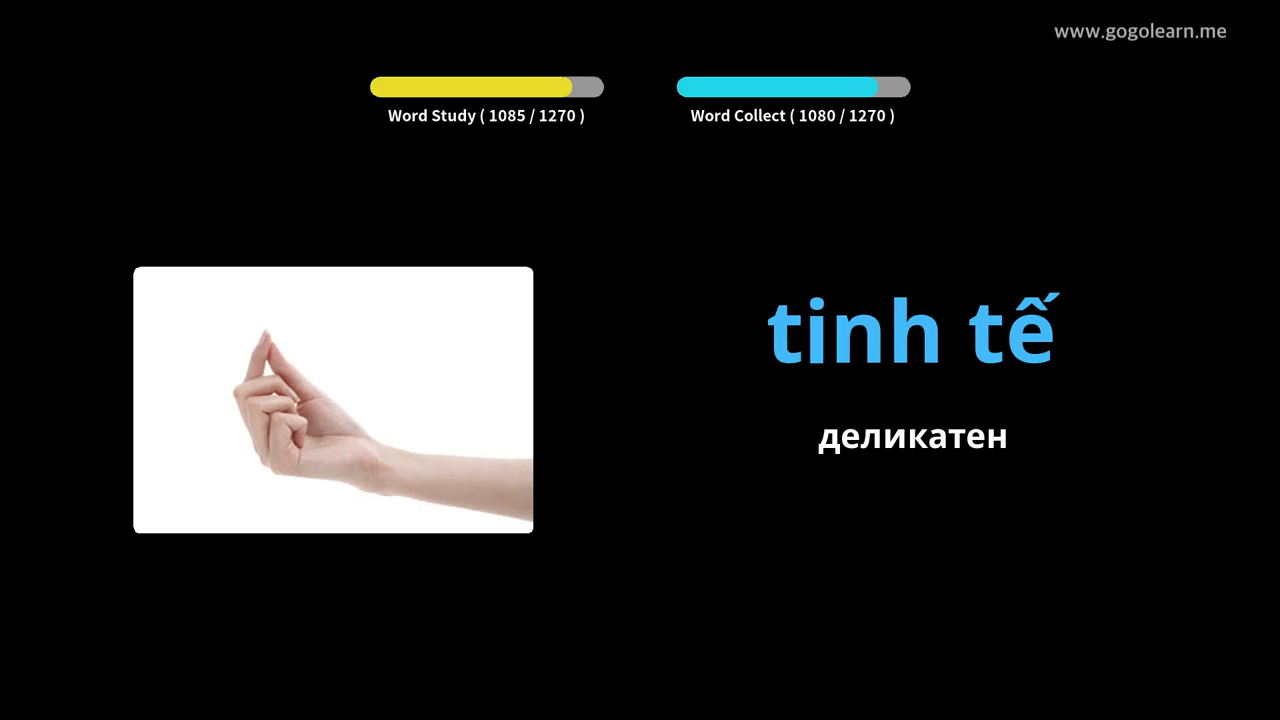 www.gogolearn.me
Word Study ( 1085 / 1270 )
Word Collect ( 1080 / 1270 )
tinh tế
деликатен